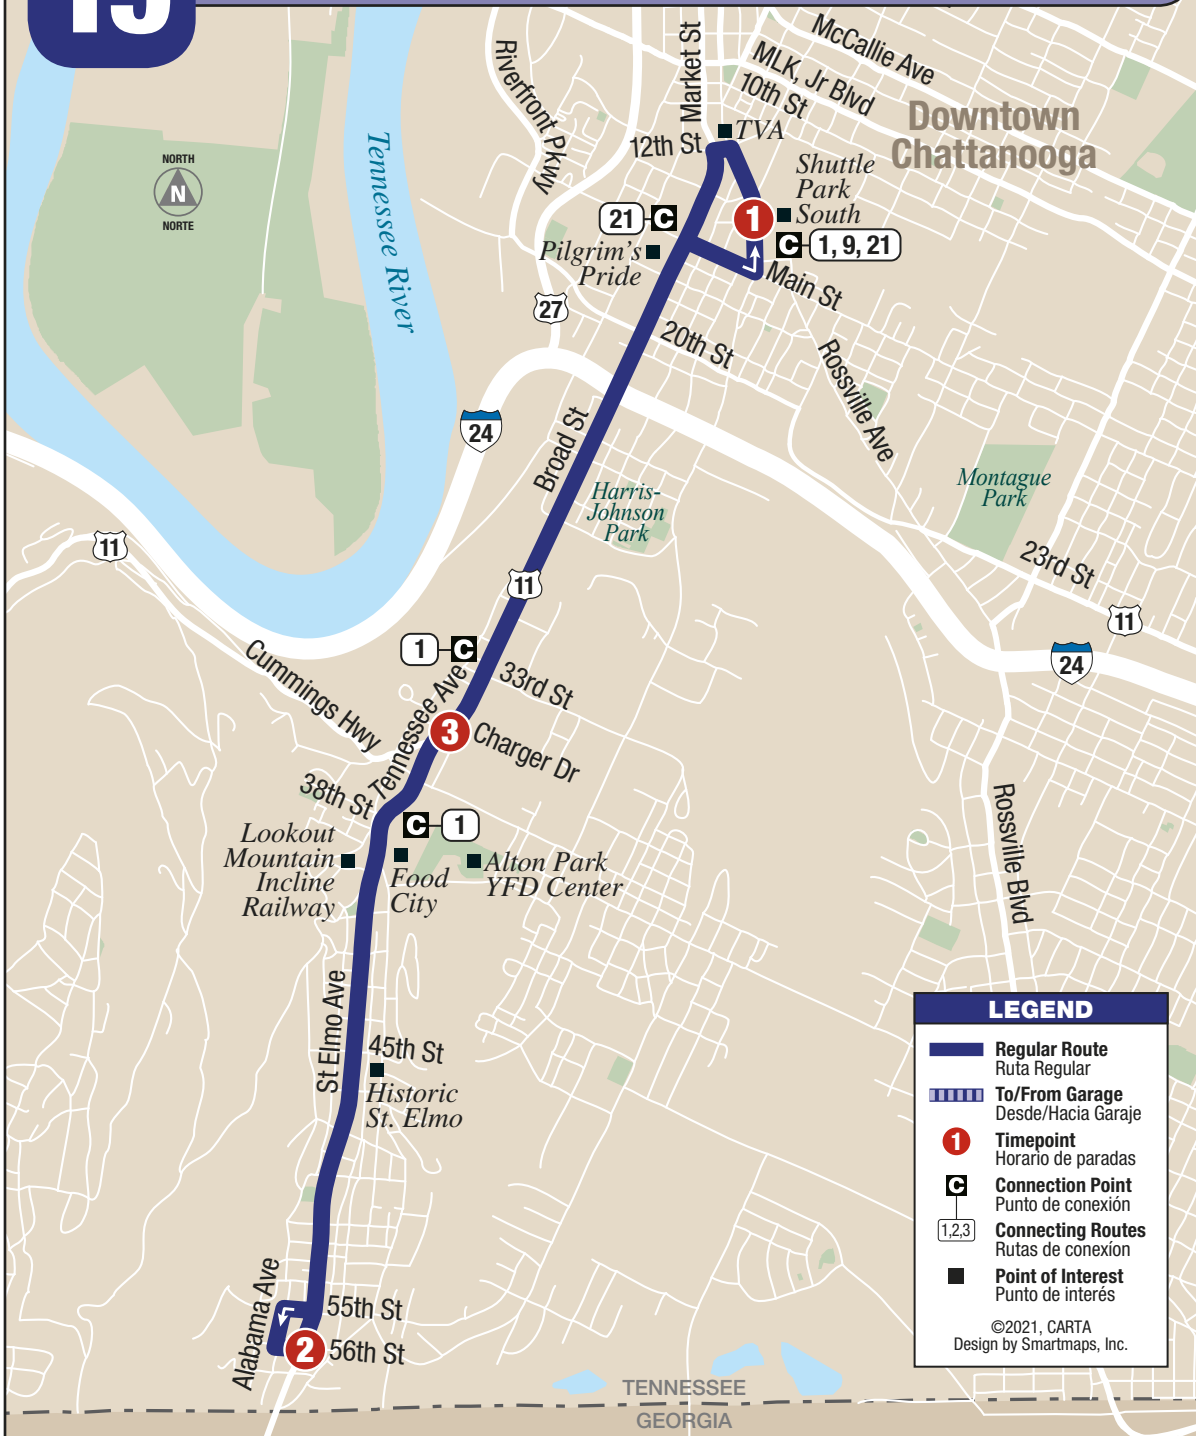 McCallie Ave
MLK, Jr Blvd
10th St
Market St
Riverfront Pkwy
Downtown
Chattanooga
TVA
12th St
NORTH
N
NORTE
Tennessee River
Shuttle
Park
South
21
C
1
C
1, 9, 21
Pilgrim's
Pride
Main St
27
20th St
Rossville Ave
24
Broad St
Harris-
Johnson
Park
Montague
Park
11
23rd St
11
11
24
1
C
33rd St
Cummings Hwy
Tennessee Ave
3
Charger Dr
38th St
C
1
Lookout
Mountain
Incline
Railway
Food
City
Alton Park
YFD Center
Rossville Blvd
St Elmo Ave
45th St
Historic
St. Elmo
Alabama Ave
55th St
2
56th St
TENNESSEE
GEORGIA
LEGEND
Regular Route
Ruta Regular
To/From Garage
Desde/Hacia Garaje
1
Timepoint
Horario de paradas
C
Connection Point
Punto de conexión
1,2,3
Connecting Routes
Rutas de conexíon
Point of Interest
Punto de interés
©2021, CARTA
Design by Smartmaps, Inc.